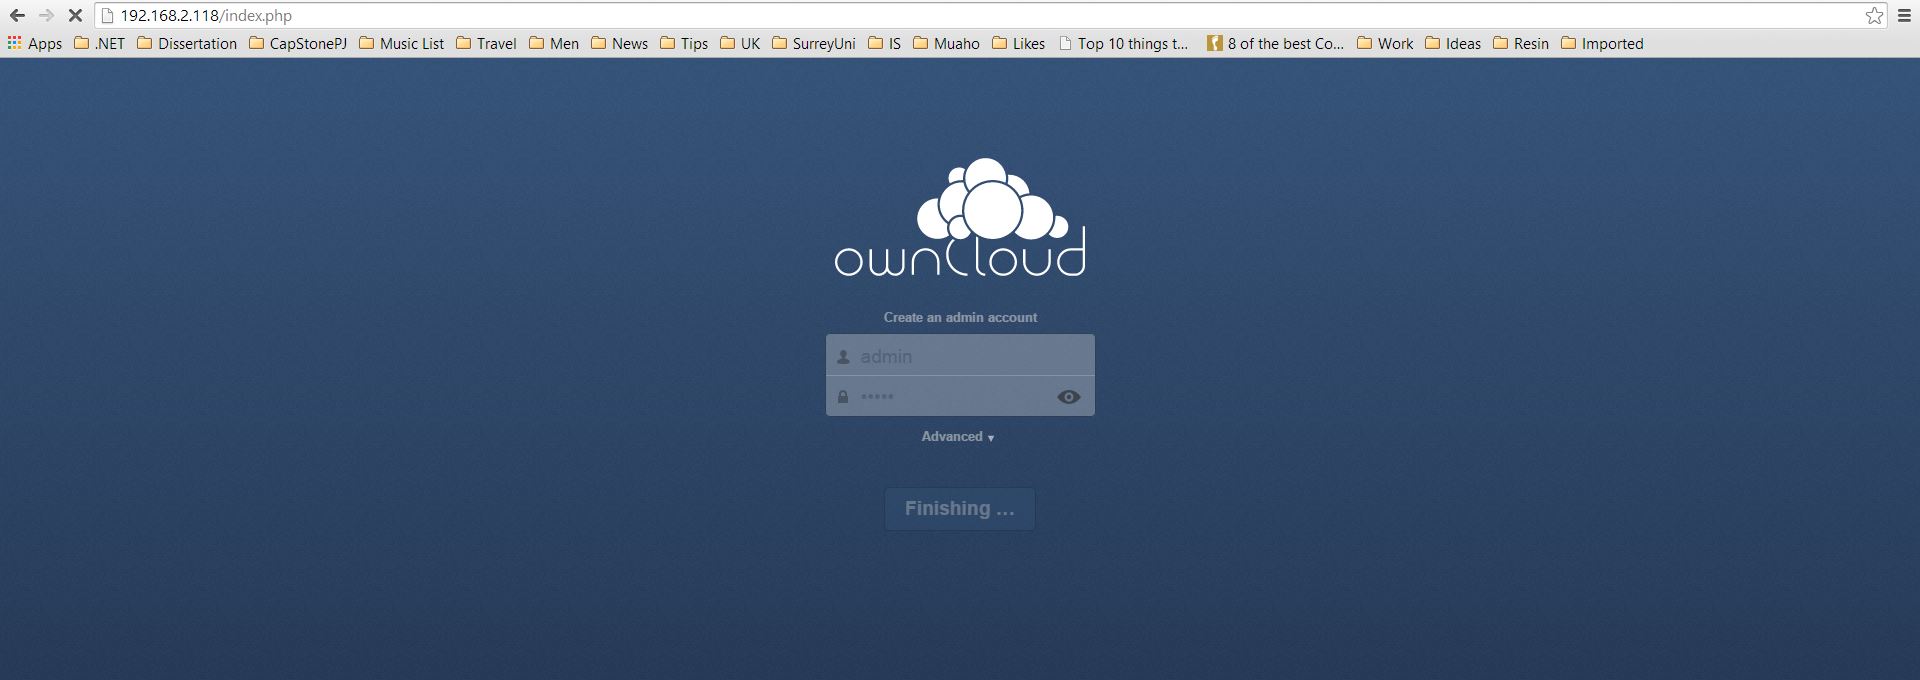 192.168.2.118/index.php
Apps .NET Dissertation CapStonePJ Music List Travel Men News Tips UK SurreyUni IS Muaho Likes Top 10 things t... 8 of the best Co... Work Ideas Resin Imported
ownCloud
Create an admin account
admin
•••••
Advanced ▼
Finishing ...